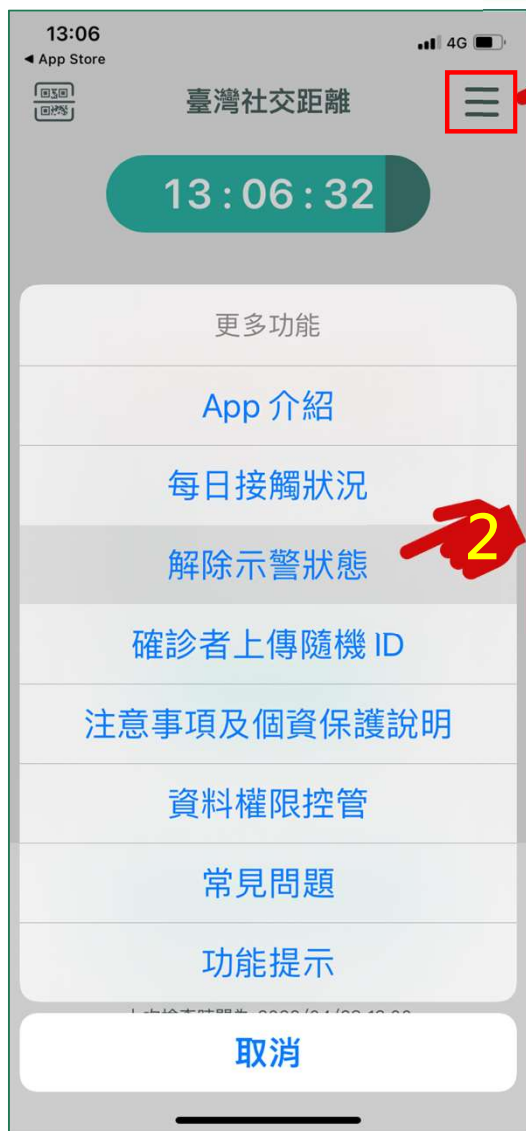 13:06
4G
◀ App Store
臺灣社交距離
13:06:32
更多功能
App 介紹
每日接觸狀況
解除示警狀態
2
確診者上傳隨機 ID
注意事項及個資保護說明
資料權限控管
常見問題
功能提示
取消